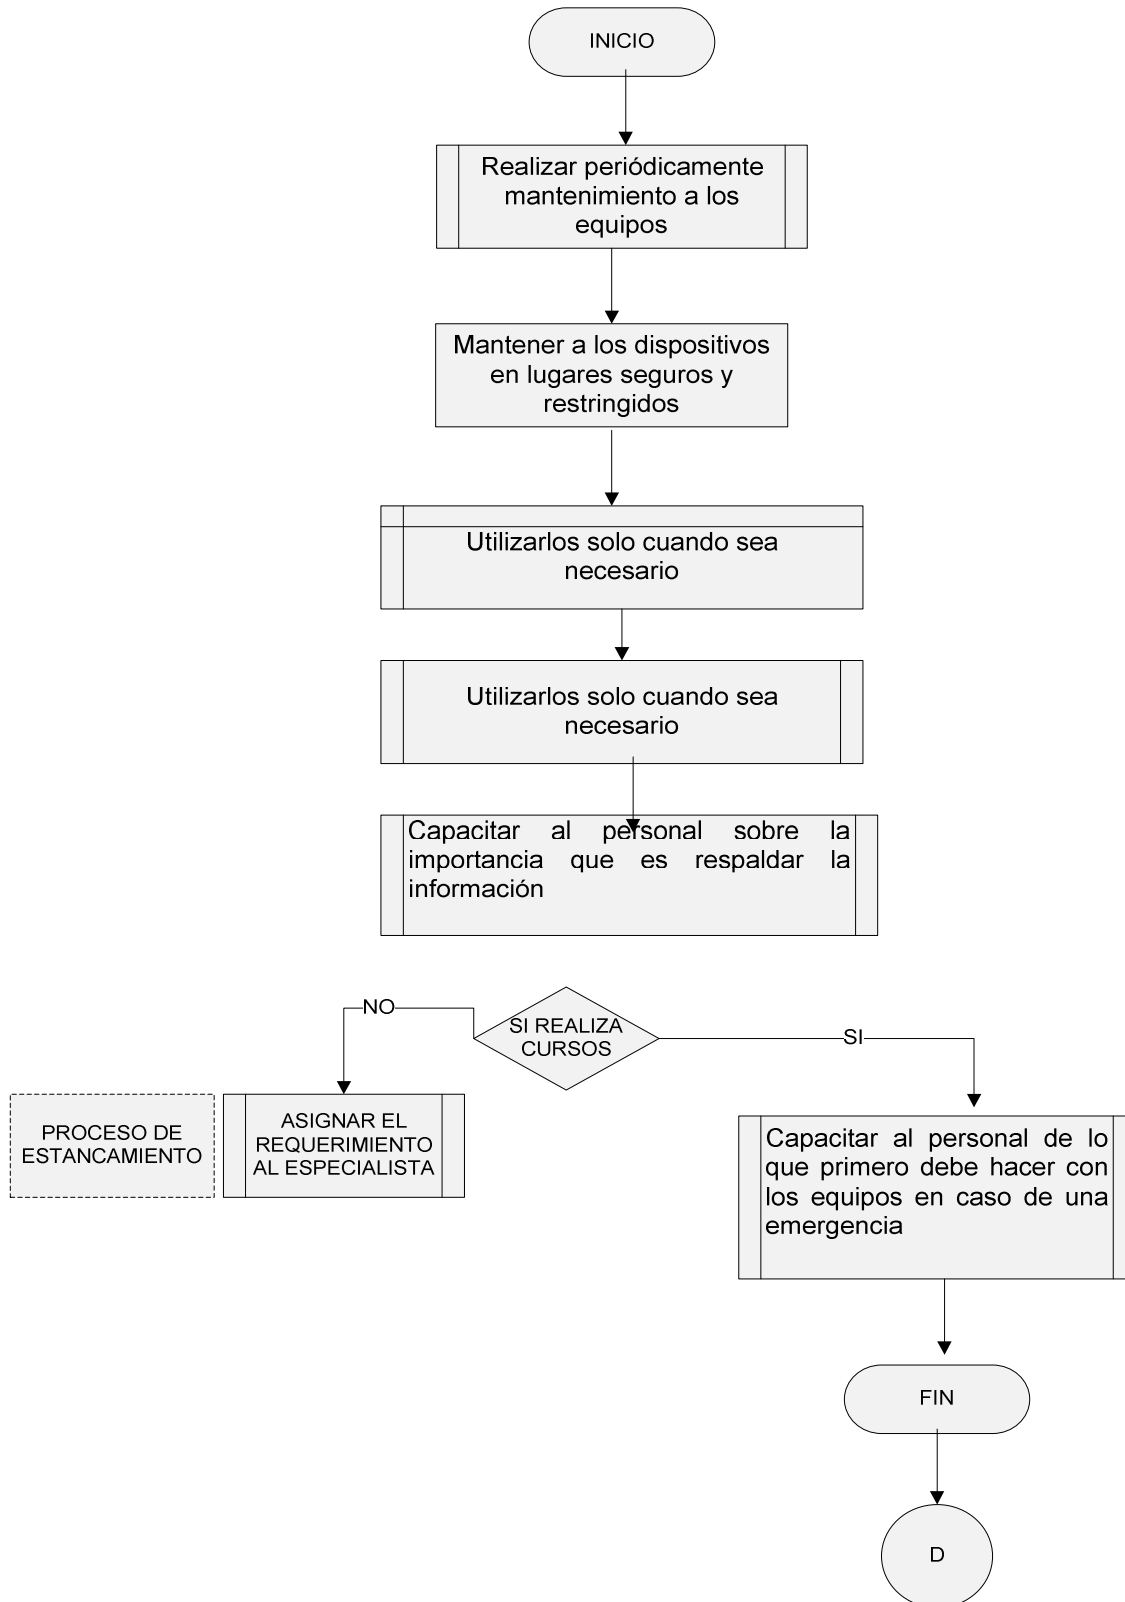 INICIO
Realizar periódicamente
mantenimiento a los
equipos
Mantener a los dispositivos
en lugares seguros y
restringidos
Utilizarlos solo cuando sea
necesario
Utilizarlos solo cuando sea
necesario
Capacitar al personal sobre la
importancia que es respaldar la
información
NO
SI REALIZA
CURSOS
SI
PROCESO DE
ESTANCAMIENTO
ASIGNAR EL
REQUERIMIENTO
AL ESPECIALISTA
Capacitar al personal de lo
que primero debe hacer con
los equipos en caso de una
emergencia
FIN
D